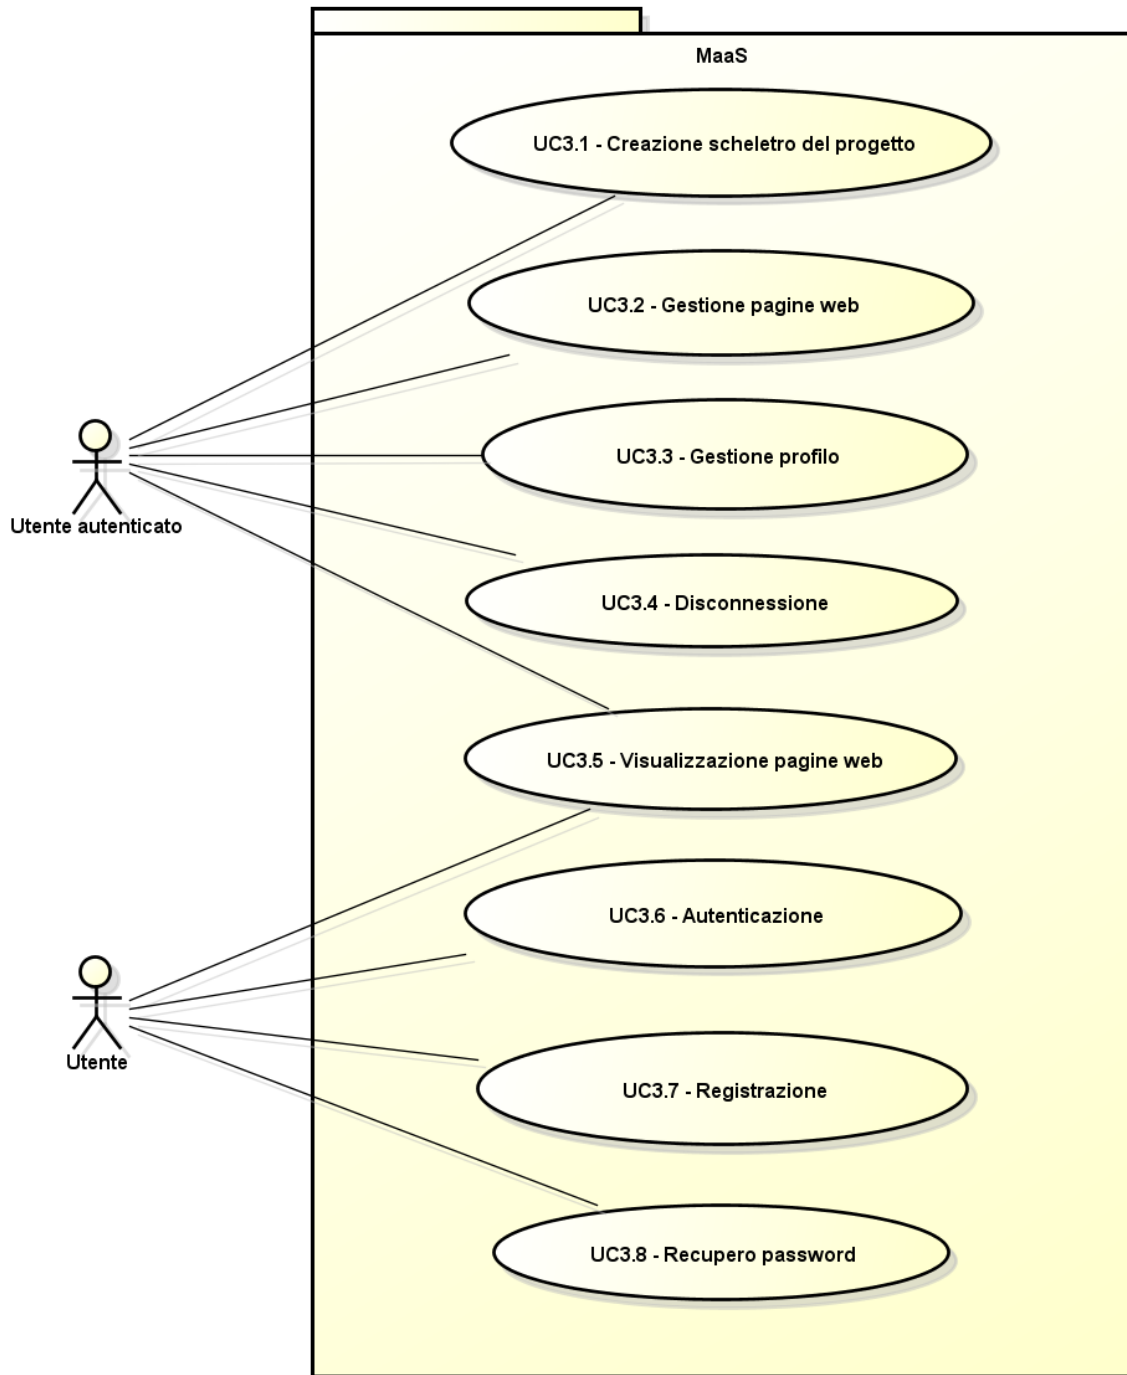 MaaS
UC3.1 - Creazione scheletro del progetto
UC3.2 - Gestione pagine web
UC3.3 - Gestione profilo
Utente autenticato
UC3.4 - Disconnessione
UC3.5 - Visualizzazione pagine web
UC3.6 - Autenticazione
Utente
UC3.7 - Registrazione
UC3.8 - Recupero password